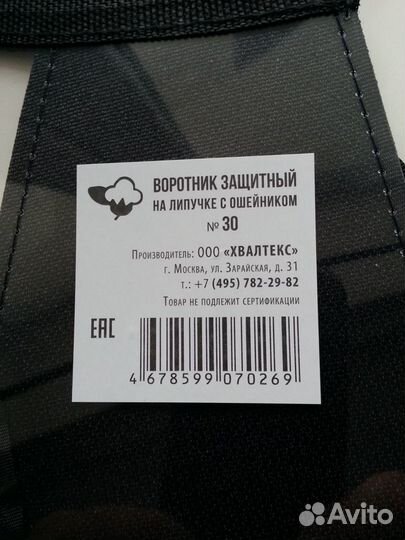 ВОРОТНИК ЗАЩИТНЫЙ
НА ЛИПУЧКЕ С ОШЕЙНИКОМ
№ 30
Производитель: ООО «ХВАЛТЕКС»
г. Москва, ул. Зарайская, д. 31
т.: +7 (495) 782-29-82
Товар не подлежит сертификации
ЕАС
4 678599 070269
Avito